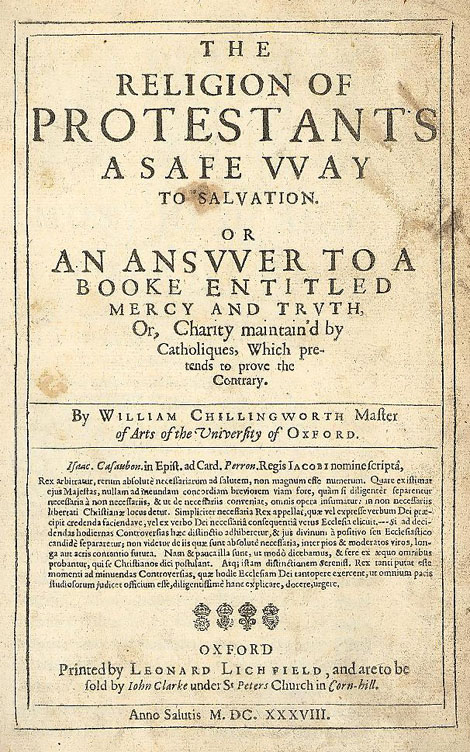 THE
RELIGION OF
PROTESTANTS
A SAFE VVAY
TO SALVATION.
OR
AN ANSVVER TO A
BOOKE ENTITLED
MERCY AND TRVTH,
Or, Charity maintain'd by
Catholiques, Which pre-
tends to prove the
Contrary.
By WILLIAM CHILLINGWORTH Master
of Arts of the University of OXFORD.
Isaac. Casaubon. in Epist. ad Card. Perron. Regis IACOBI nomine scriptâ,
Rex arbitratur, rerum absolutè necessariarum ad salutem, non magnum esse numerum. Quare existimat
ejus Majestas, nullam ad ineundam concordiam breviorem viam fore, quàm si diligentèr separentur
necessaria à non necessariis, & ut de necessariis conveniat, omnis opera insumatur: in non necessariis
libertati Christianæ locus detur. Simpliciter necessaria Rex appellat, quæ vel expresse verbum Dei præ-
cipit credenda faciendave, vel ex verbo Dei necessariâ consequentiâ vetus Ecclesia elicuit.---Si ad deci-
dendas hodiernas Controversias hæc distinctio adhiberetur, & jus divinum à positivo seu Ecclesiastico
candidè separaretur; non videtur de iis quæ sunt absolutè necessaria, inter pios & moderatos viros, lon-
ga aut acris contentio futura. Nam & pauca illa sunt, ut modò dicebamus, & fere ex æquo omnibus
probantur, qui se Christianos dici postulant. Atq; istam distinctionem Sereniss. Rex tanti putat esse
momenti ad minuendas Controversias, quæ hodie Ecclesiam Dei tantopere exercent, ut omnium pacis
studiosorum judicet officium esse, diligentissimè hanc explicare, docere, urgere.
OXFORD
Printed by LEONARD LICHFIELD, and are to be
sold by Iohn Clarke under St Peters Church in Corn-hill.
Anno Salutis M. DC. XXXVIII.